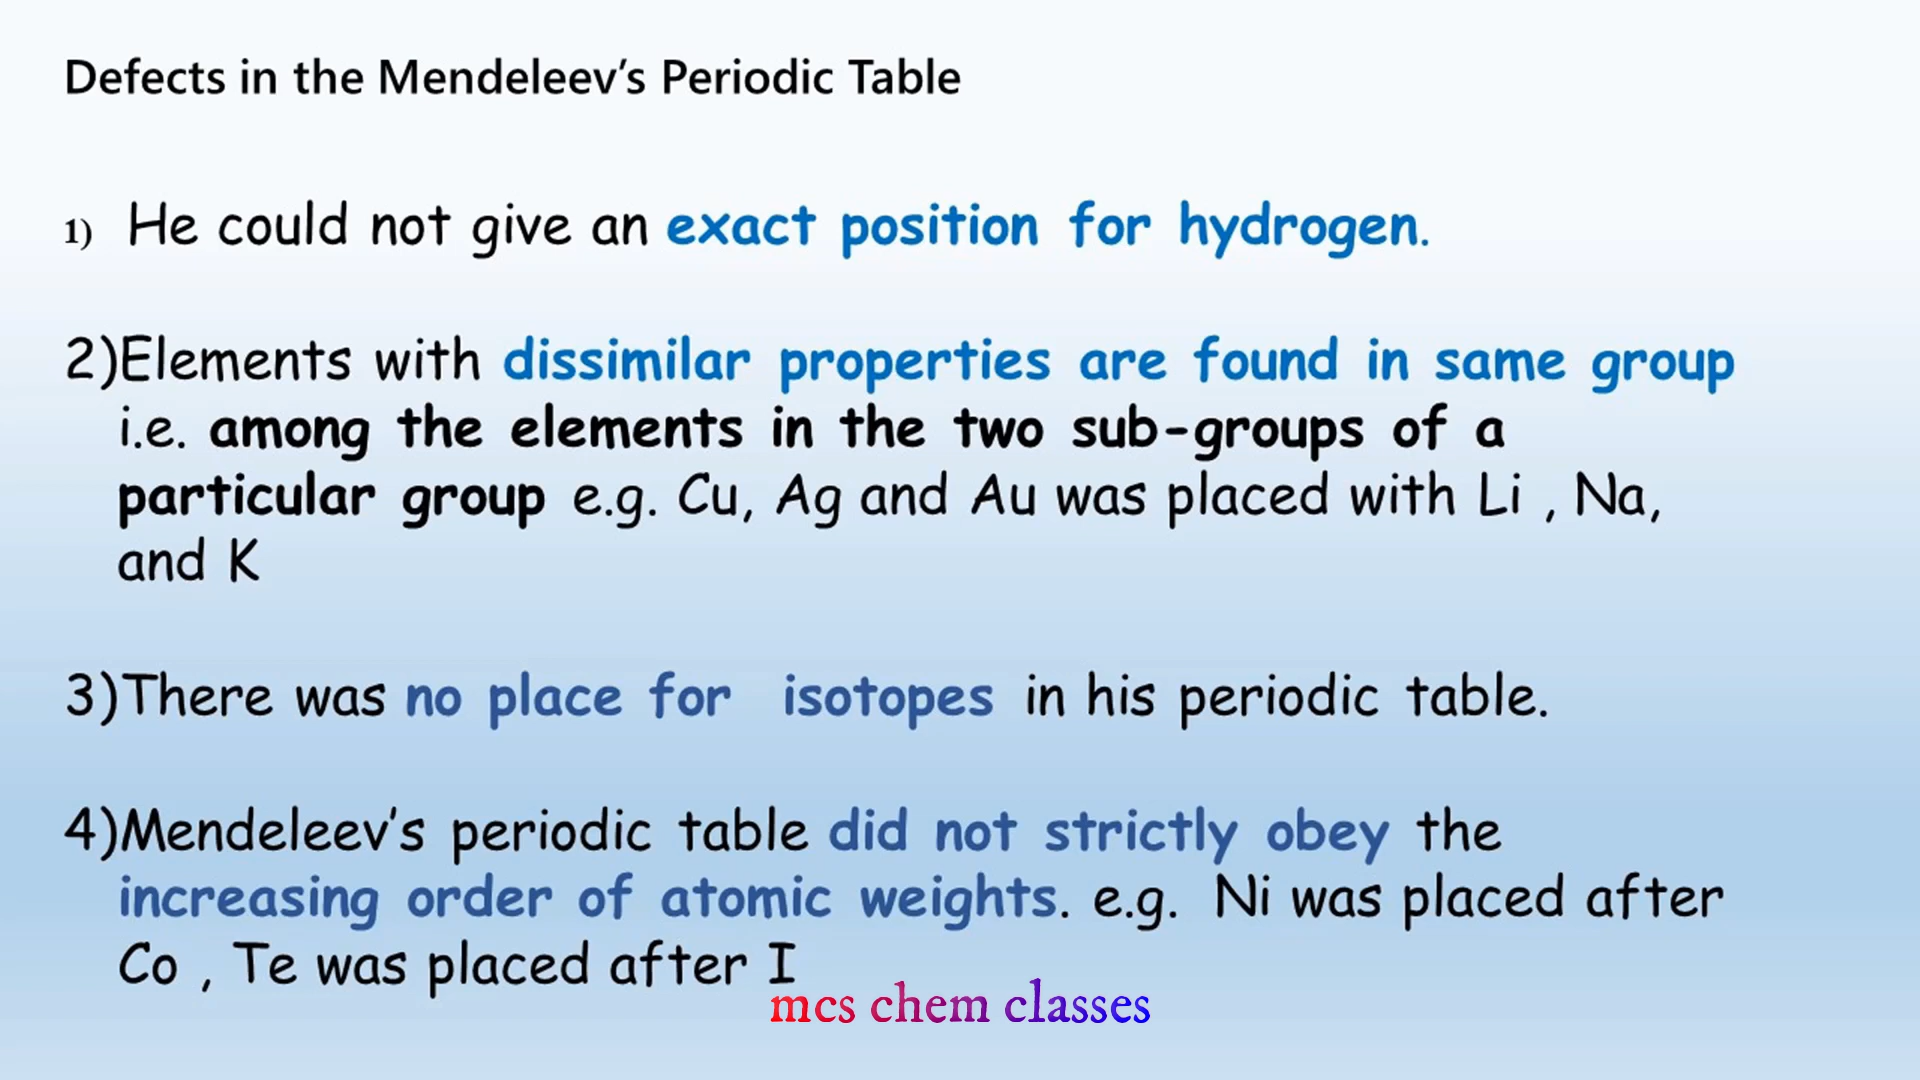 Defects in the Mendeleev’s Periodic Table
1) He could not give an exact position for hydrogen.
2)Elements with dissimilar properties are found in same group
i.e. among the elements in the two sub-groups of a
particular group e.g. Cu, Ag and Au was placed with Li , Na,
and K
3)There was no place for isotopes in his periodic table.
4)Mendeleev’s periodic table did not strictly obey the
increasing order of atomic weights. e.g. Ni was placed after
Co , Te was placed after I
mcs chem classes